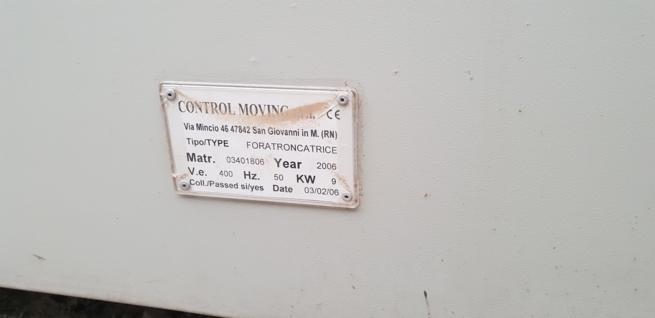 CONTROL MOVING CE
Via Mincio 46 47842 San Giovanni in M. (RN)
Tipo/TYPE FORATRONCATRICE
Matr. 03401806 Year 2006
V.e. 400 Hz. 50 KW 9
Coll./Passed si/yes Date 03/02/06